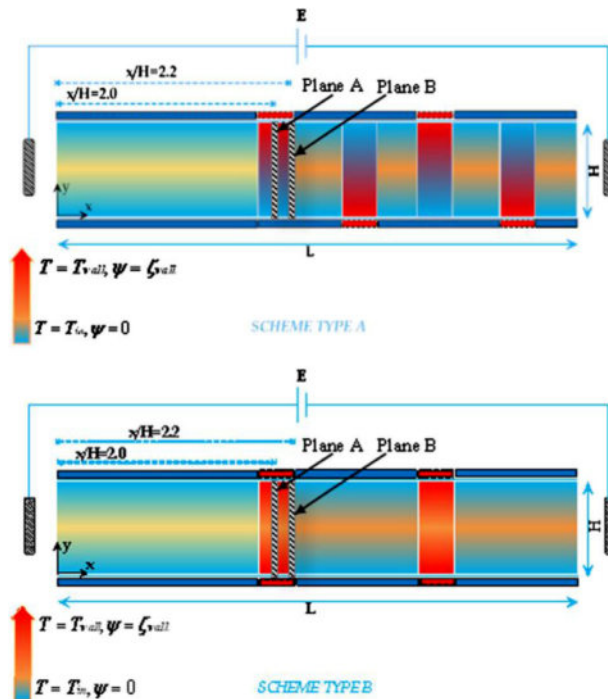 E
x/H=2.2
x/H=2.0
Plane A
Plane B
y
x
H
L
T = Twall, ψ = ζwall
T = Tin, ψ = 0
SCHEME TYPE A
E
x/H=2.2
x/H=2.0
Plane A
Plane B
y
x
H
L
T = Twall, ψ = ζwall
T = Tin, ψ = 0
SCHEME TYPE B